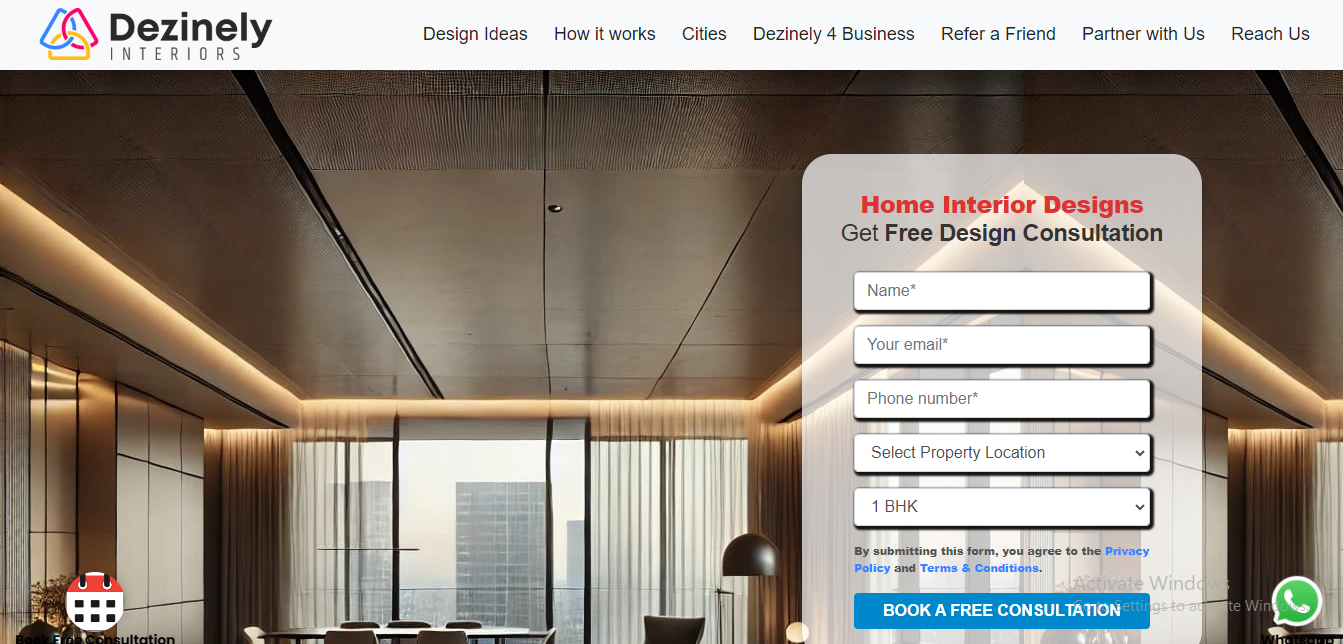 Dezinely
INTERIORS
Design Ideas
How it works
Cities
Dezinely 4 Business
Refer a Friend
Partner with Us
Reach Us
Home Interior Designs
Get Free Design Consultation
Name*
Your email*
Phone number*
Select Property Location
1 BHK
By submitting this form, you agree to the Privacy
Policy and Terms & Conditions.
BOOK A FREE CONSULTATION
Activate Windows
Go to Settings to activate Windows.
Book Free Consultation
Whatsapp